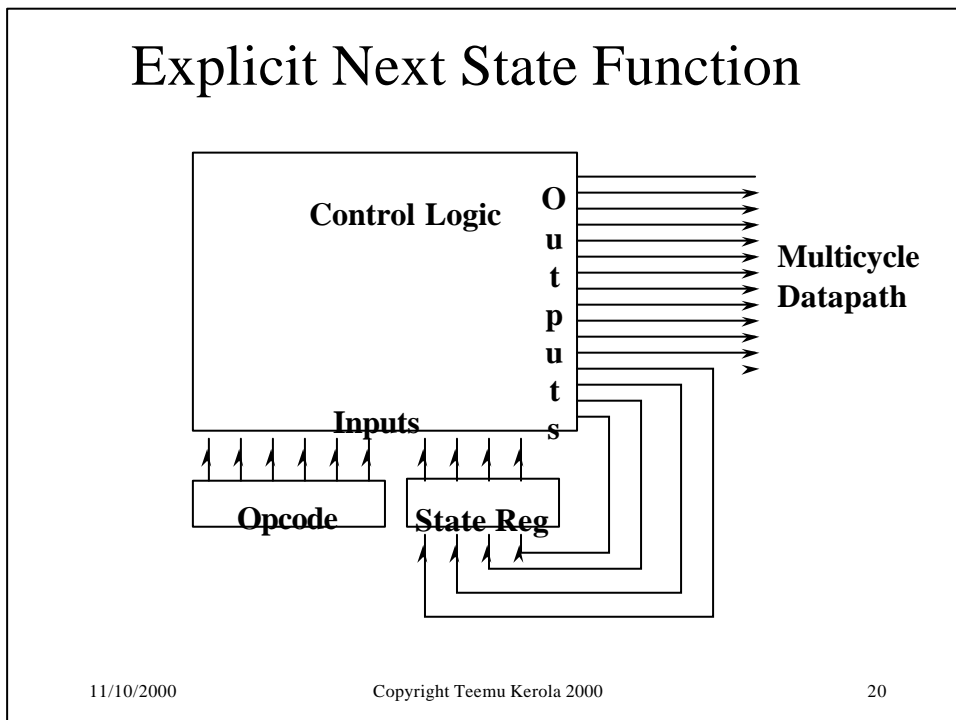 Explicit Next State Function
Control Logic
Outputs
Multicycle
Datapath
Inputs
Opcode
State Reg
11/10/2000
Copyright Teemu Kerola 2000
20